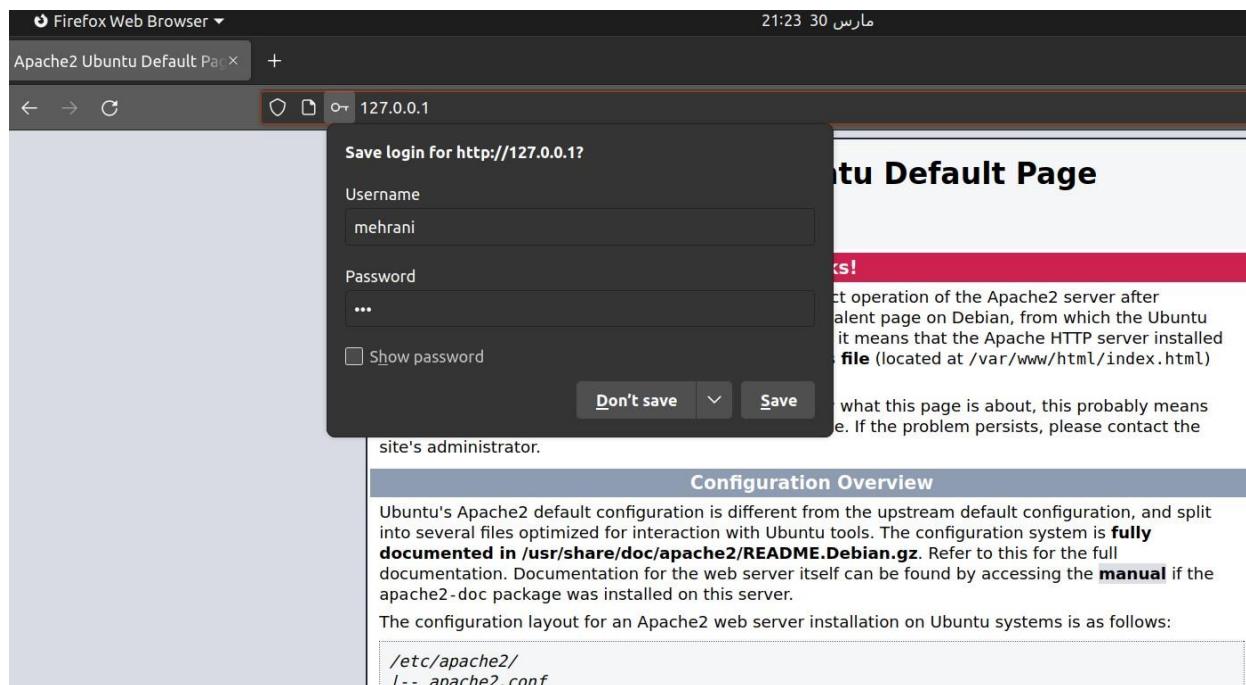 Firefox Web Browser
21:23 30 مارس
Apache2 Ubuntu Default Pag
127.0.0.1
Save login for http://127.0.0.1?
Username
mehrani
Password
•••
Show password
Don't save
Save
tu Default Page
ks!
ct operation of the Apache2 server after
alent page on Debian, from which the Ubuntu
it means that the Apache HTTP server installed
file (located at /var/www/html/index.html)
what this page is about, this probably means
e. If the problem persists, please contact the
site's administrator.
Configuration Overview
Ubuntu's Apache2 default configuration is different from the upstream default configuration, and split
into several files optimized for interaction with Ubuntu tools. The configuration system is fully
documented in /usr/share/doc/apache2/README.Debian.gz. Refer to this for the full
documentation. Documentation for the web server itself can be found by accessing the manual if the
apache2-doc package was installed on this server.
The configuration layout for an Apache2 web server installation on Ubuntu systems is as follows:
/etc/apache2/
|-- apache2.conf